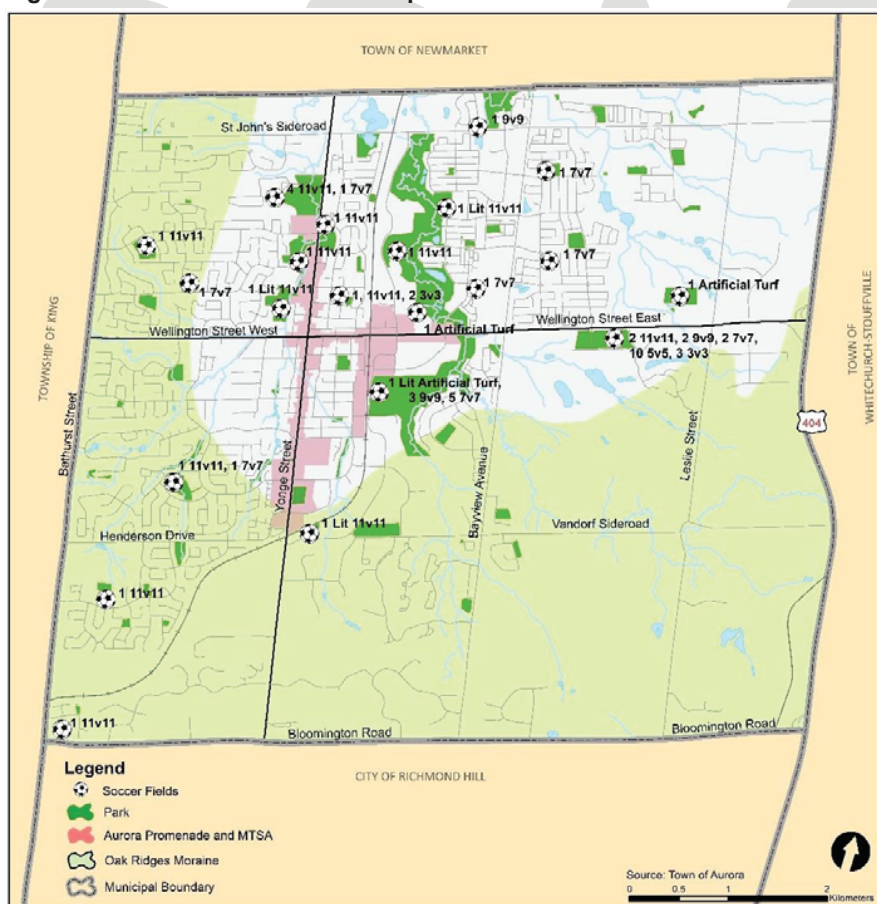 TOWN OF NEWMARKET
St John's Sideroad
1 9v9
1 7v7
4 11v11, 1 7v7
1 Lit 11v11
1 11v11
1 11v11
1 11v11
1 11v11
1 7v7
1 7v7
1 7v7
1 Lit 11v11
1, 11v11, 2 3v3
1 Artificial Turf
Wellington Street West
1 Artificial Turf
Wellington Street East
2 11v11, 2 9v9, 2 7v7,
10 5v5, 3 3v3
TOWNSHIP OF KING
TOWN OF
WHITECHURCH-STOUFFVILLE
1 Lit Artificial Turf,
3 9v9, 5 7v7
404
Bathurst Street
Yonge Street
Bayview Avenue
Leslie Street
1 11v11, 1 7v7
1 Lit 11v11
Vandorf Sideroad
Henderson Drive
1 11v11
1 11v11
Bloomington Road
Bloomington Road
CITY OF RICHMOND HILL
Legend
Soccer Fields
Park
Aurora Promenade and MTSA
Oak Ridges Moraine
Municipal Boundary
Source: Town of Aurora
0 0.5 1 2
Kilometers